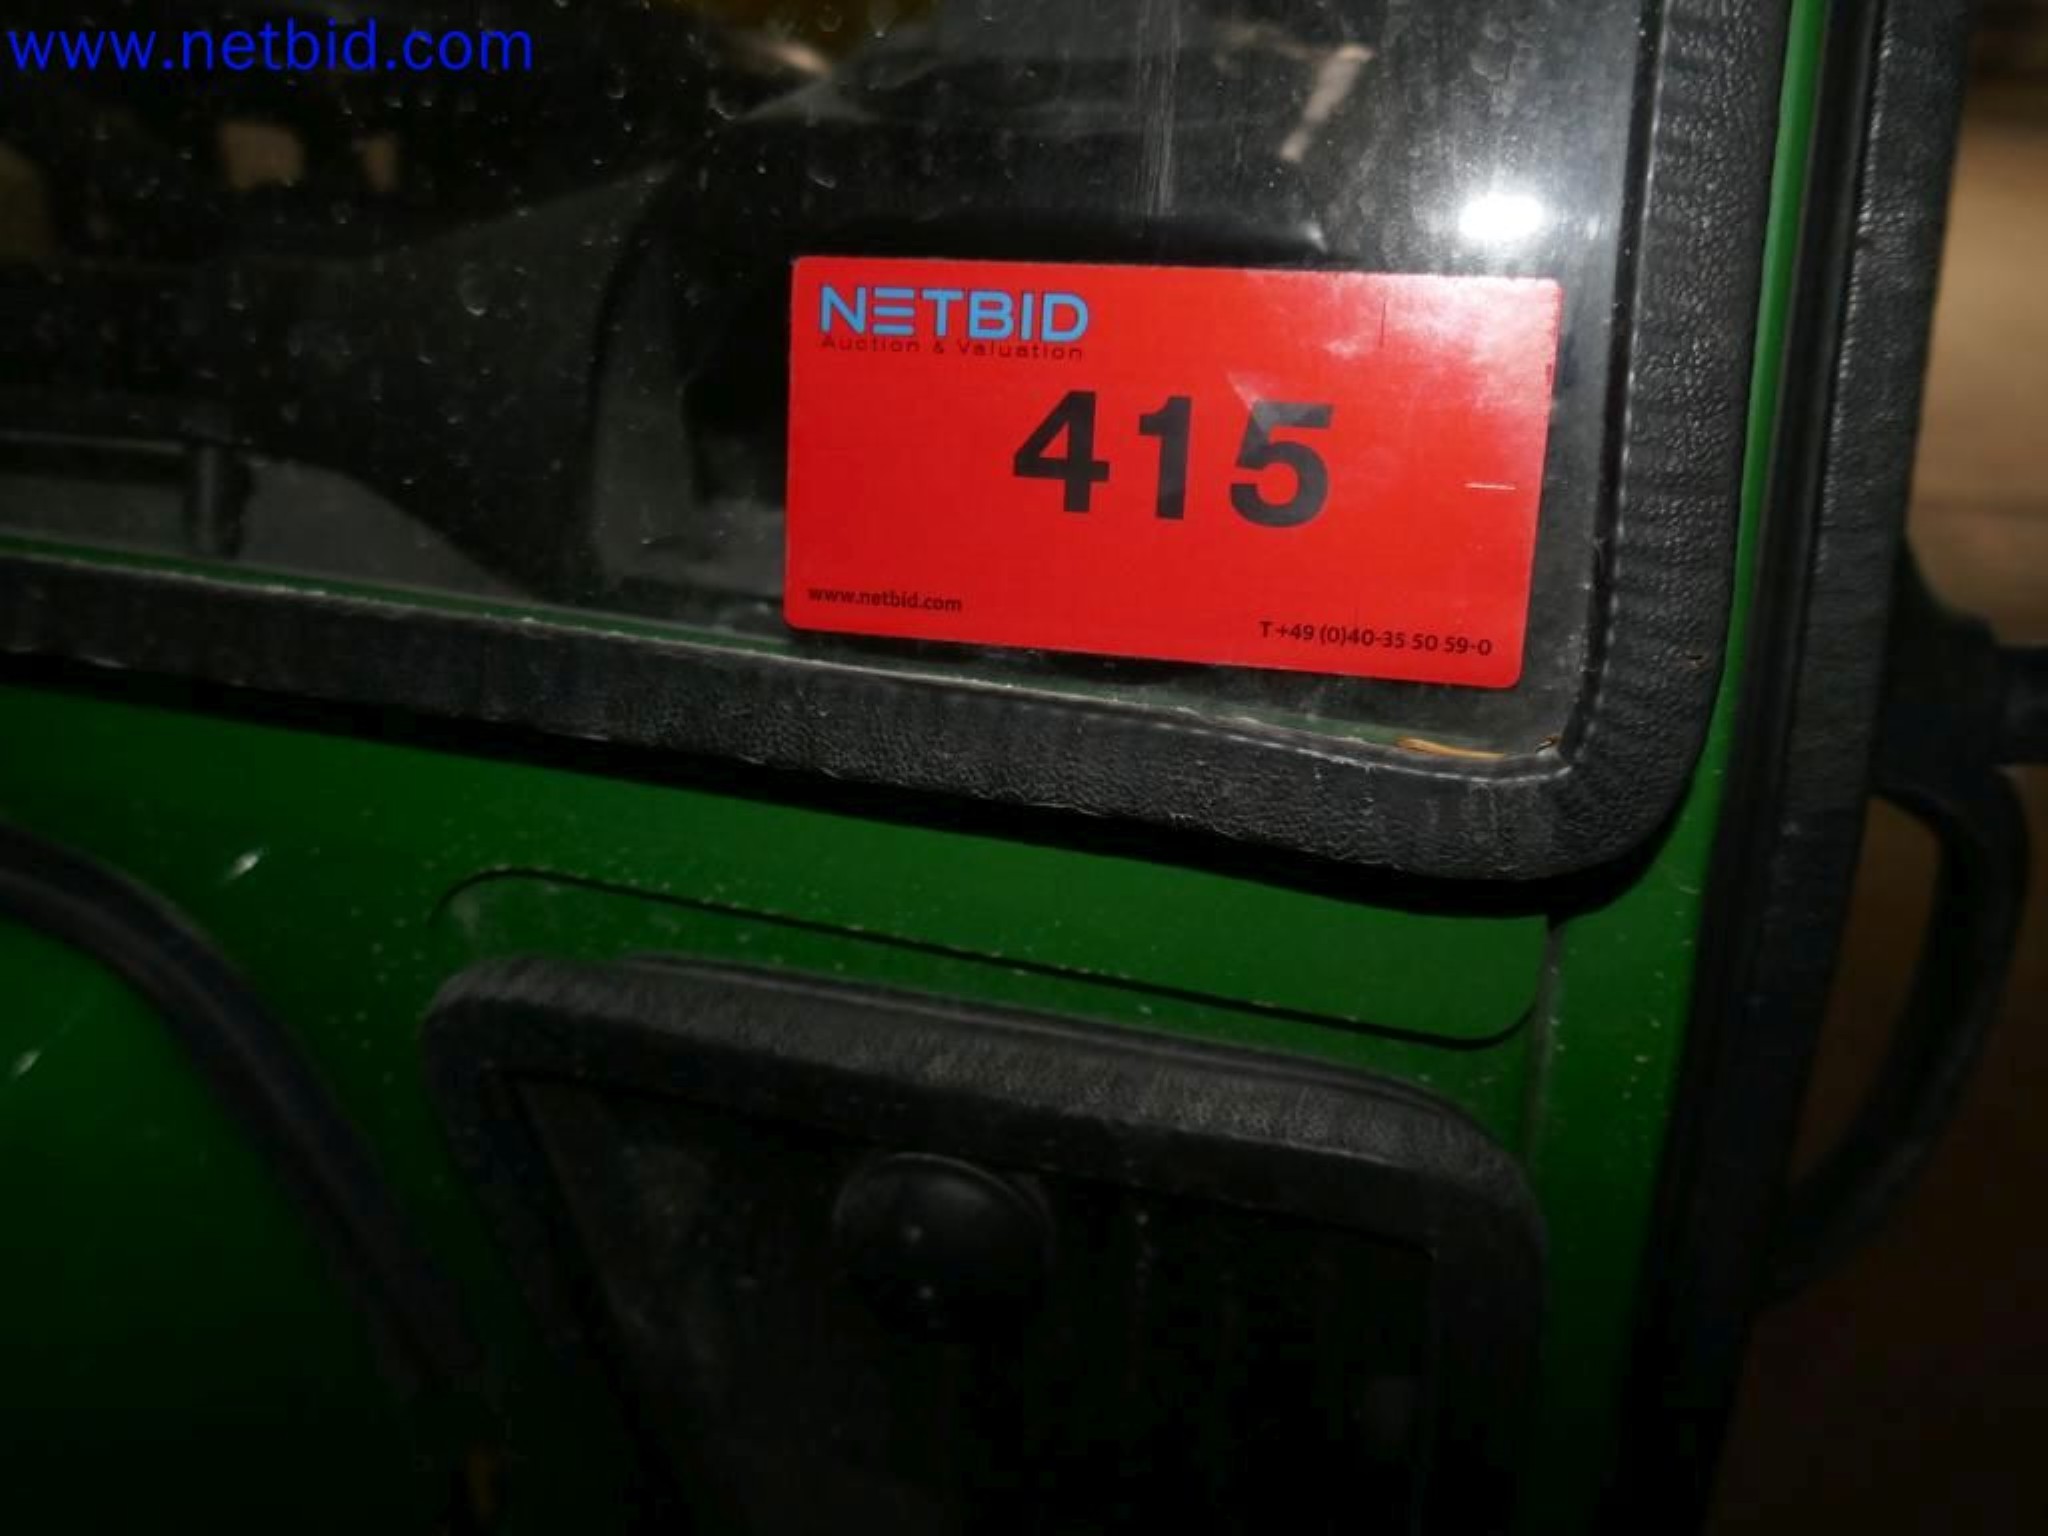 www.netbid.com
NETBID
Auction & Valuation
415
www.netbid.com
T +49 (0)40-35 50 59-0